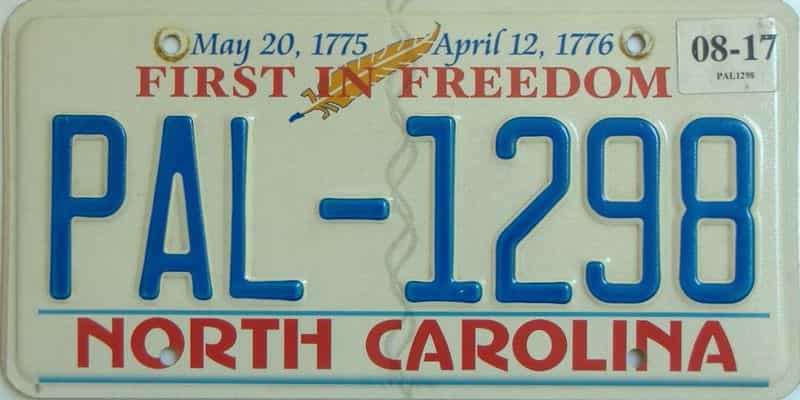 May 20, 1775 April 12, 1776
08-17
PAL1298
FIRST IN FREEDOM
PAL-1298
NORTH CAROLINA